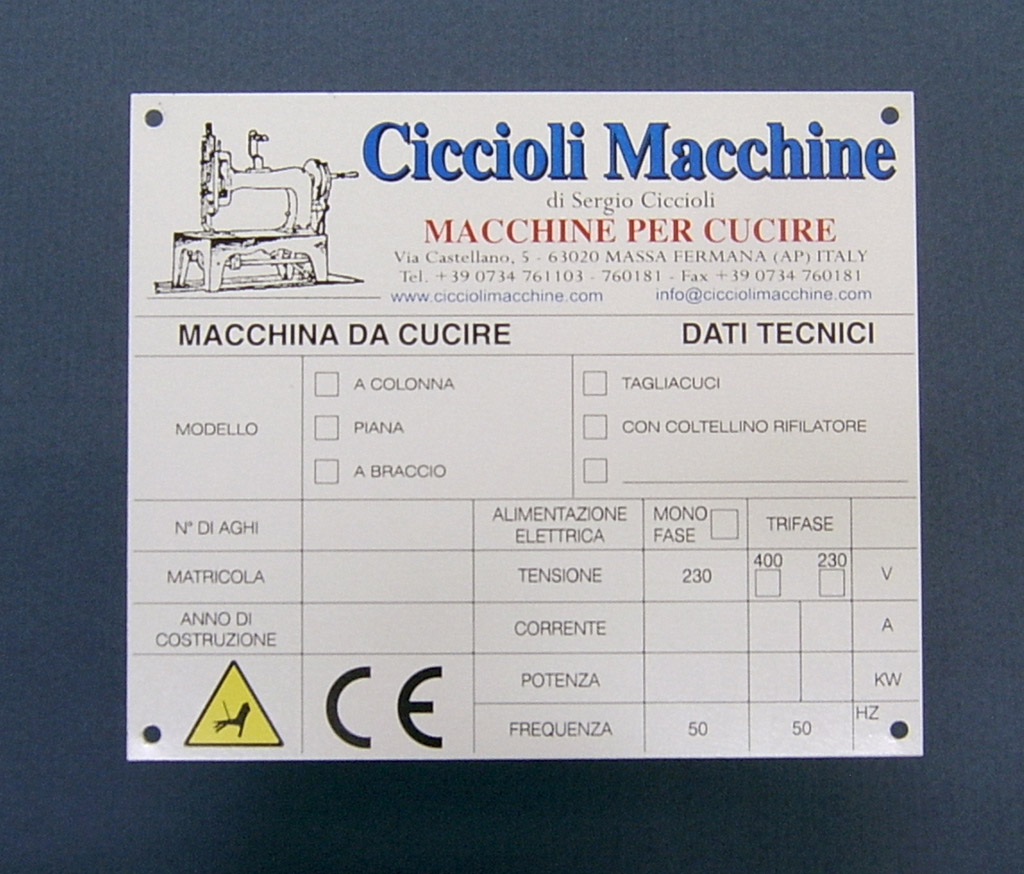 Ciccioli Macchine
di Sergio Ciccioli
MACCHINE PER CUCIRE
Via Castellano, 5 - 63020 MASSA FERMANA (AP) ITALY
Tel. +39 0734 761103 - 760181 - Fax +39 0734 760181
www.cicciolimacchine.com info@cicciolimacchine.com
MACCHINA DA CUCIRE DATI TECNICI
MODELLO
A COLONNA
PIANA
A BRACCIO
TAGLIACUCI
CON COLTELLINO RIFILATORE
N° DI AGHI
ALIMENTAZIONE
ELETTRICA
MONO
FASE
TRIFASE
MATRICOLA
TENSIONE
230
400 230
V
ANNO DI
COSTRUZIONE
CORRENTE
A
CE
POTENZA
KW
FREQUENZA
50
50
HZ